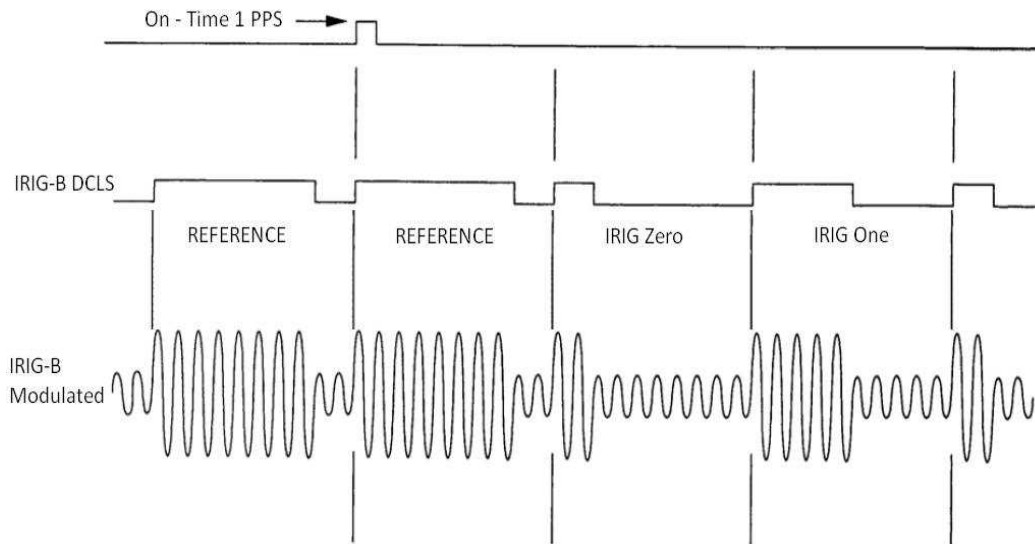 On - Time 1 PPS
IRIG-B DCLS
REFERENCE
REFERENCE
IRIG Zero
IRIG One
IRIG-B
Modulated